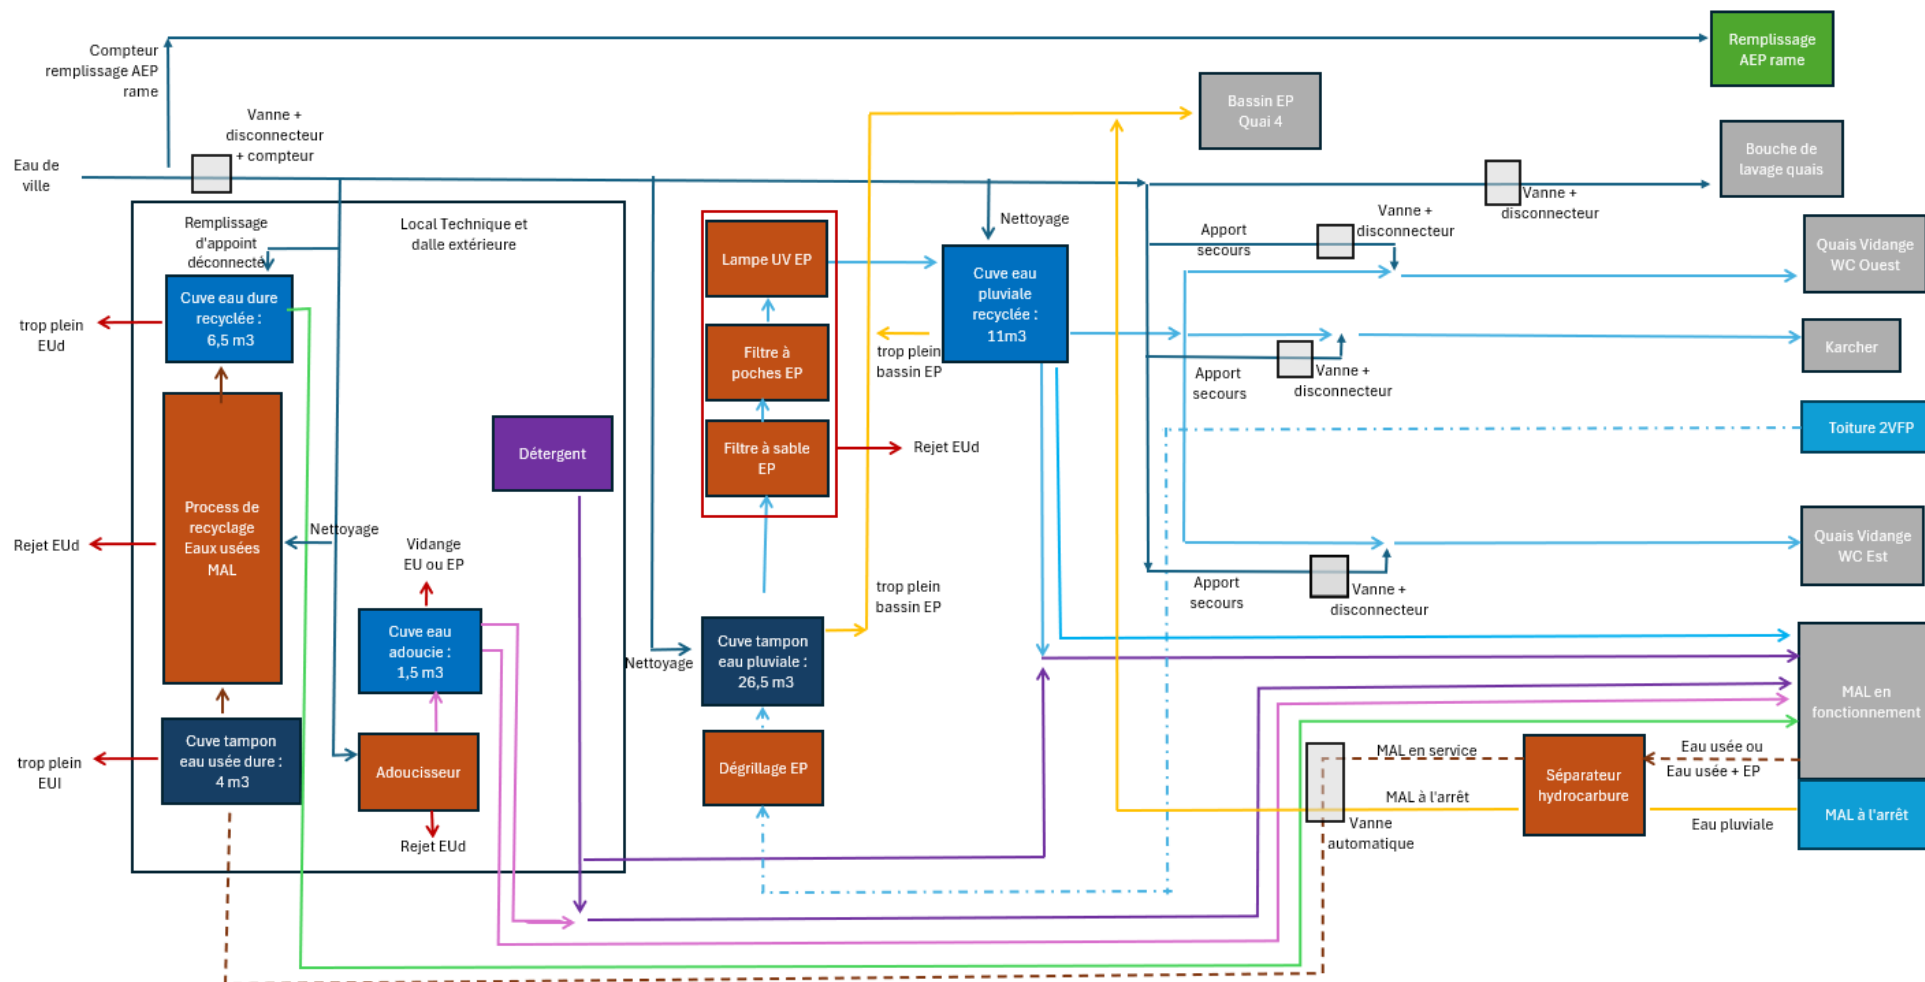 Compteur
remplissage AEP
rame
Remplissage
AEP rame
Bassin EP
Quai 4
Vanne +
disconnecteur
+ compteur
Bouche de
lavage quais
Eau de
ville
Vanne +
disconnecteur
Remplissage
d'appoint
déconnecté
Local Technique et
dalle extérieure
Nettoyage
Apport
secours
Vanne +
disconnecteur
Quais Vidange
WC Ouest
Lampe UV EP
Cuve eau
pluviale
recyclée :
11m3
Cuve eau dure
recyclée :
6,5 m3
trop plein
EUd
Filtre à
poches EP
trop plein
bassin EP
Apport
secours
Vanne +
disconnecteur
Karcher
Toiture 2VFP
Détergent
Filtre à sable
EP
Rejet EUd
Process de
recyclage
Eaux usées
MAL
Rejet EUd
Nettoyage
Vidange
EU ou EP
Quais Vidange
WC Est
Apport
secours
Vanne +
disconnecteur
trop plein
bassin EP
Cuve eau
adoucie :
1,5 m3
Nettoyage
Cuve tampon
eau pluviale :
26,5 m3
MAL en
fonctionnement
Cuve tampon
eau usée dure :
4 m3
trop plein
EUI
Adoucisseur
Dégrillage EP
MAL en service
Séparateur
hydrocarbure
Eau usée ou
Eau usée + EP
MAL à l'arrêt
Vanne
automatique
Eau pluviale
MAL à l'arrêt
Rejet EUd